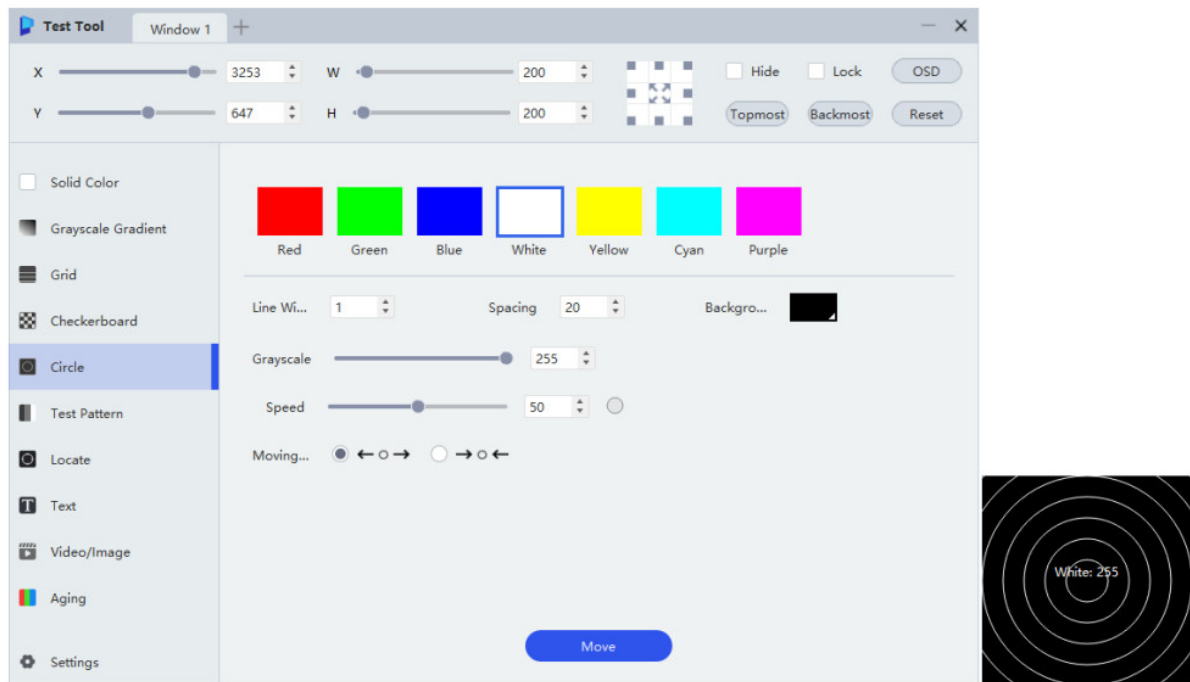 Test Tool Window 1
X 3253 W 200 Hide Lock OSD
Y 647 H 200 Topmost Backmost Reset
Solid Color
Grayscale Gradient
Grid
Checkerboard
Circle
Test Pattern
Locate
Text
Video/Image
Aging
Settings
Red Green Blue White Yellow Cyan Purple
Line Wi... 1 Spacing 20 Backgro...
Grayscale 255
Speed 50
Moving...
Move
White: 255